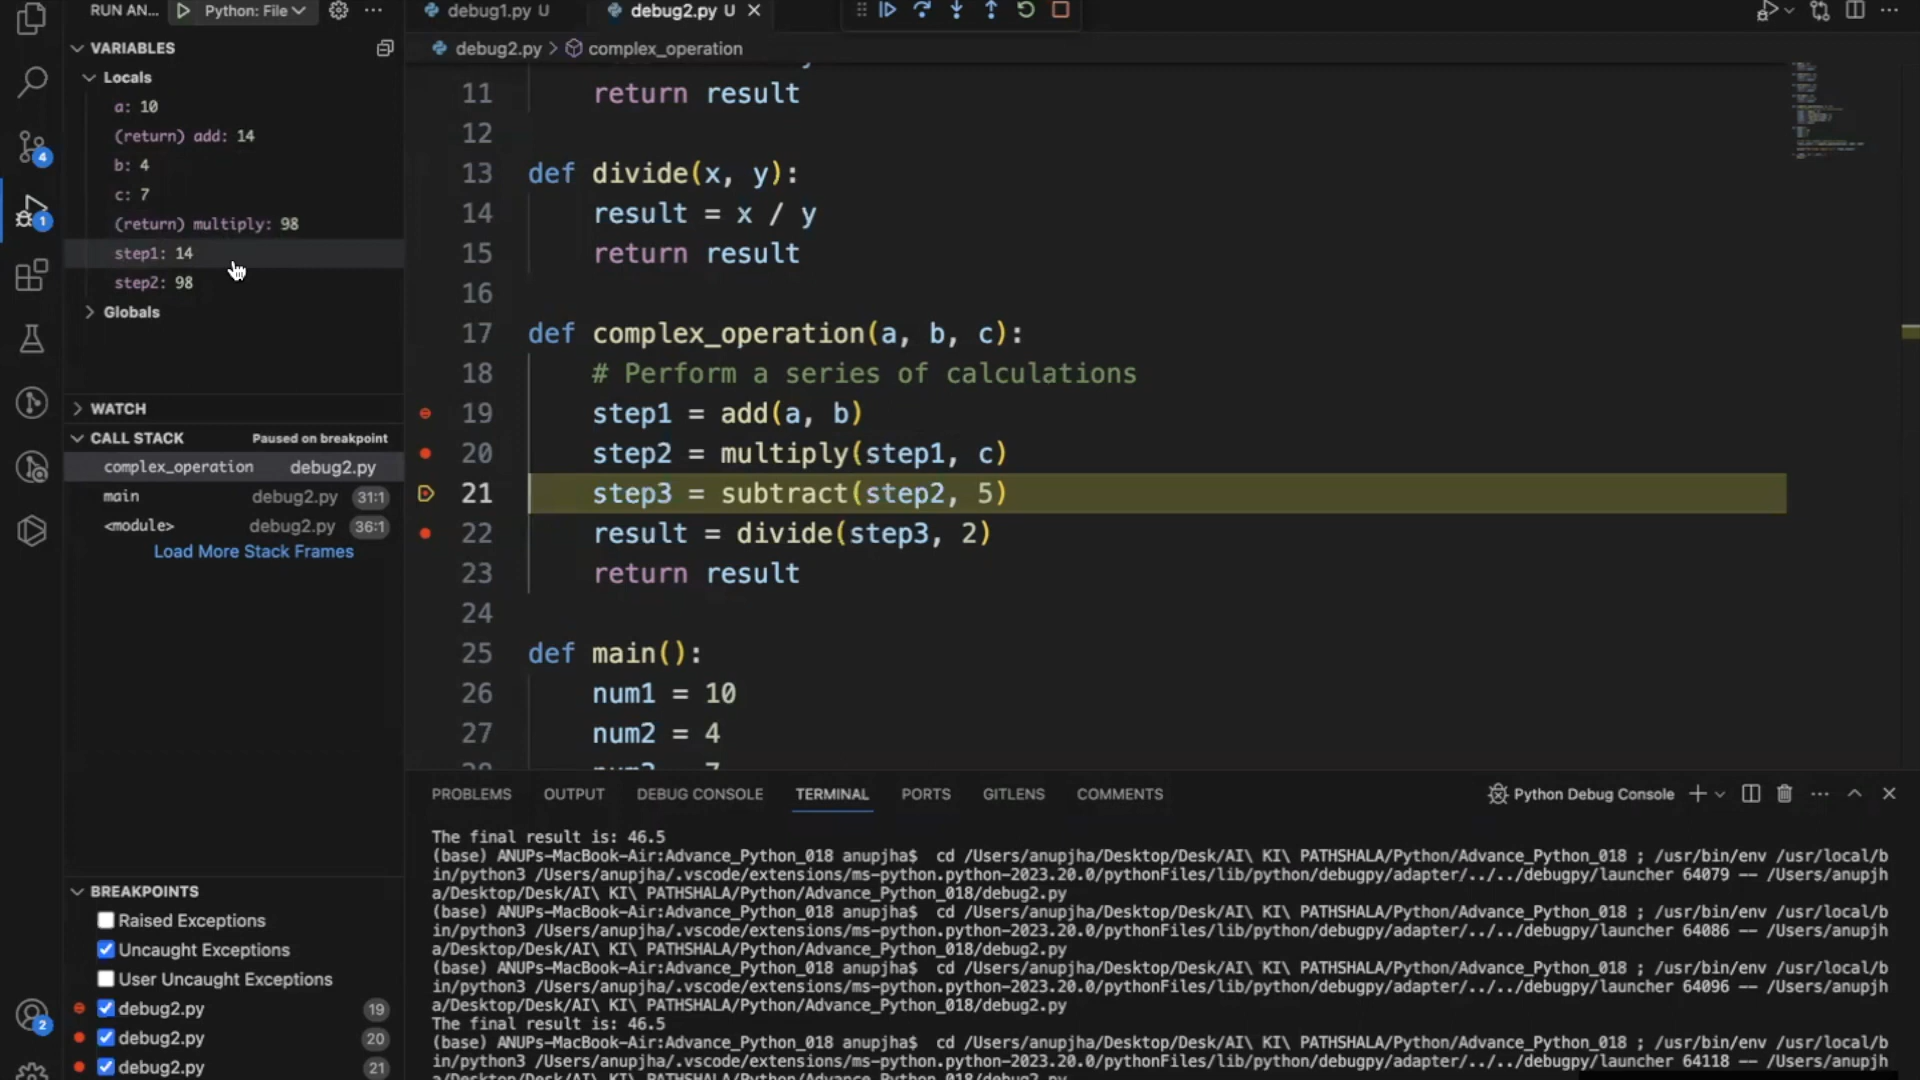 RUN AN... Python: File
VARIABLES
Locals
a: 10
(return) add: 14
b: 4
c: 7
(return) multiply: 98
step1: 14
step2: 98
Globals
WATCH
CALL STACK Paused on breakpoint
complex_operation debug2.py
main debug2.py 31:1
<module> debug2.py 36:1
Load More Stack Frames
BREAKPOINTS
Raised Exceptions
Uncaught Exceptions
User Uncaught Exceptions
debug2.py 19
debug2.py 20
debug2.py 21
4
1
2
debug1.py U debug2.py U
debug2.py > complex_operation
11 return result
12
13 def divide(x, y):
14 result = x / y
15 return result
16
17 def complex_operation(a, b, c):
18 # Perform a series of calculations
19 step1 = add(a, b)
20 step2 = multiply(step1, c)
21 step3 = subtract(step2, 5)
22 result = divide(step3, 2)
23 return result
24
25 def main():
26 num1 = 10
27 num2 = 4
PROBLEMS OUTPUT DEBUG CONSOLE TERMINAL PORTS GITLENS COMMENTS Python Debug Console
The final result is: 46.5
(base) ANUPs-MacBook-Air:Advance_Python_018 anupjha$ cd /Users/anupjha/Desktop/Desk/AI\ KI\ PATHSHALA/Python/Advance_Python_018 ; /usr/bin/env /usr/local/b
in/python3 /Users/anupjha/.vscode/extensions/ms-python.python-2023.20.0/pythonFiles/lib/python/debugpy/adapter/../../debugpy/launcher 64079 -- /Users/anupjh
a/Desktop/Desk/AI\ KI\ PATHSHALA/Python/Advance_Python_018/debug2.py
(base) ANUPs-MacBook-Air:Advance_Python_018 anupjha$ cd /Users/anupjha/Desktop/Desk/AI\ KI\ PATHSHALA/Python/Advance_Python_018 ; /usr/bin/env /usr/local/b
in/python3 /Users/anupjha/.vscode/extensions/ms-python.python-2023.20.0/pythonFiles/lib/python/debugpy/adapter/../../debugpy/launcher 64086 -- /Users/anupjh
a/Desktop/Desk/AI\ KI\ PATHSHALA/Python/Advance_Python_018/debug2.py
(base) ANUPs-MacBook-Air:Advance_Python_018 anupjha$ cd /Users/anupjha/Desktop/Desk/AI\ KI\ PATHSHALA/Python/Advance_Python_018 ; /usr/bin/env /usr/local/b
in/python3 /Users/anupjha/.vscode/extensions/ms-python.python-2023.20.0/pythonFiles/lib/python/debugpy/adapter/../../debugpy/launcher 64096 -- /Users/anupjh
a/Desktop/Desk/AI\ KI\ PATHSHALA/Python/Advance_Python_018/debug2.py
The final result is: 46.5
(base) ANUPs-MacBook-Air:Advance_Python_018 anupjha$ cd /Users/anupjha/Desktop/Desk/AI\ KI\ PATHSHALA/Python/Advance_Python_018 ; /usr/bin/env /usr/local/b
in/python3 /Users/anupjha/.vscode/extensions/ms-python.python-2023.20.0/pythonFiles/lib/python/debugpy/adapter/../../debugpy/launcher 64118 -- /Users/anupjh